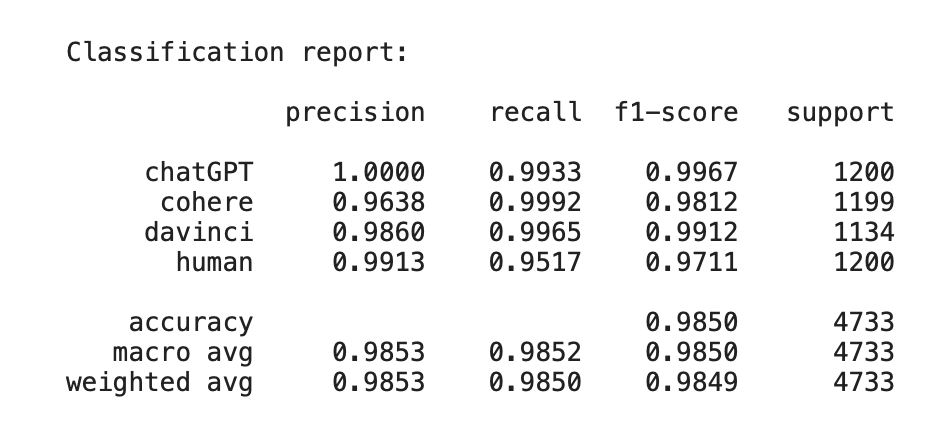 Classification report:
precision recall f1-score support
chatGPT 1.0000 0.9933 0.9967 1200
cohere 0.9638 0.9992 0.9812 1199
davinci 0.9860 0.9965 0.9912 1134
human 0.9913 0.9517 0.9711 1200
accuracy 0.9850 4733
macro avg 0.9853 0.9852 0.9850 4733
weighted avg 0.9853 0.9850 0.9849 4733